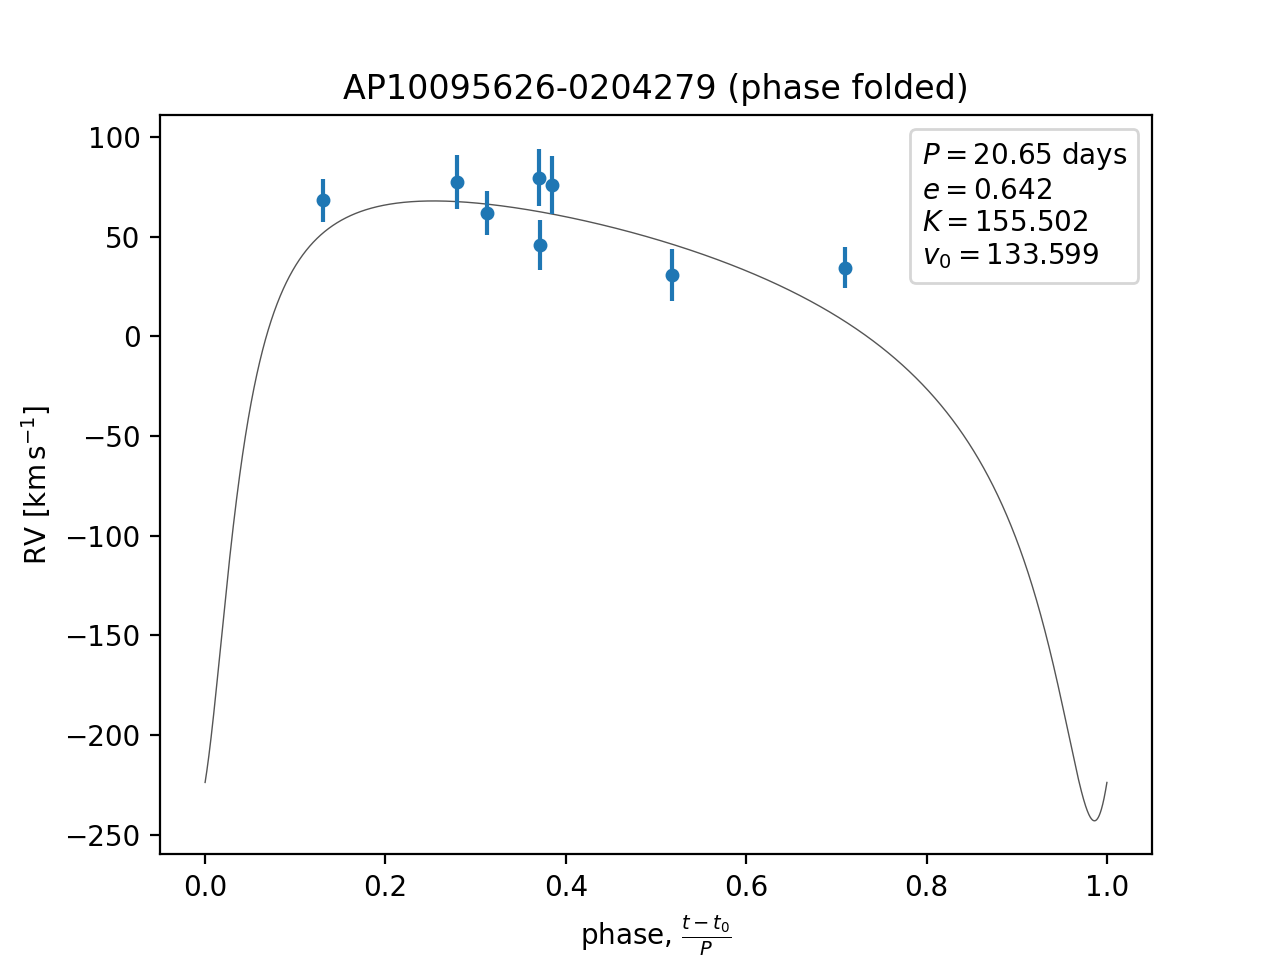 AP10095626-0204279 (phase folded)
P = 20.65 days
e = 0.642
K = 155.502
v₀ = 133.599
100
50
0
−50
−100
−150
−200
−250
RV [km s⁻¹]
0.0 0.2 0.4 0.6 0.8 1.0
phase, (t − t₀)/P